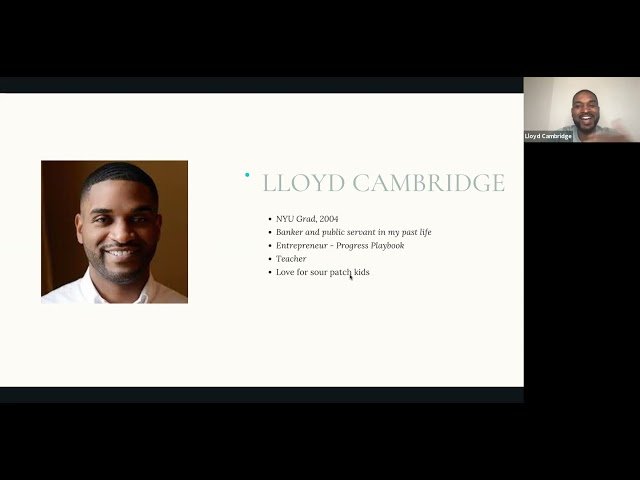 Lloyd Cambridge
LLOYD CAMBRIDGE
NYU Grad, 2004
Banker and public servant in my past life
Entrepreneur - Progress Playbook
Teacher
Love for sour patch kids